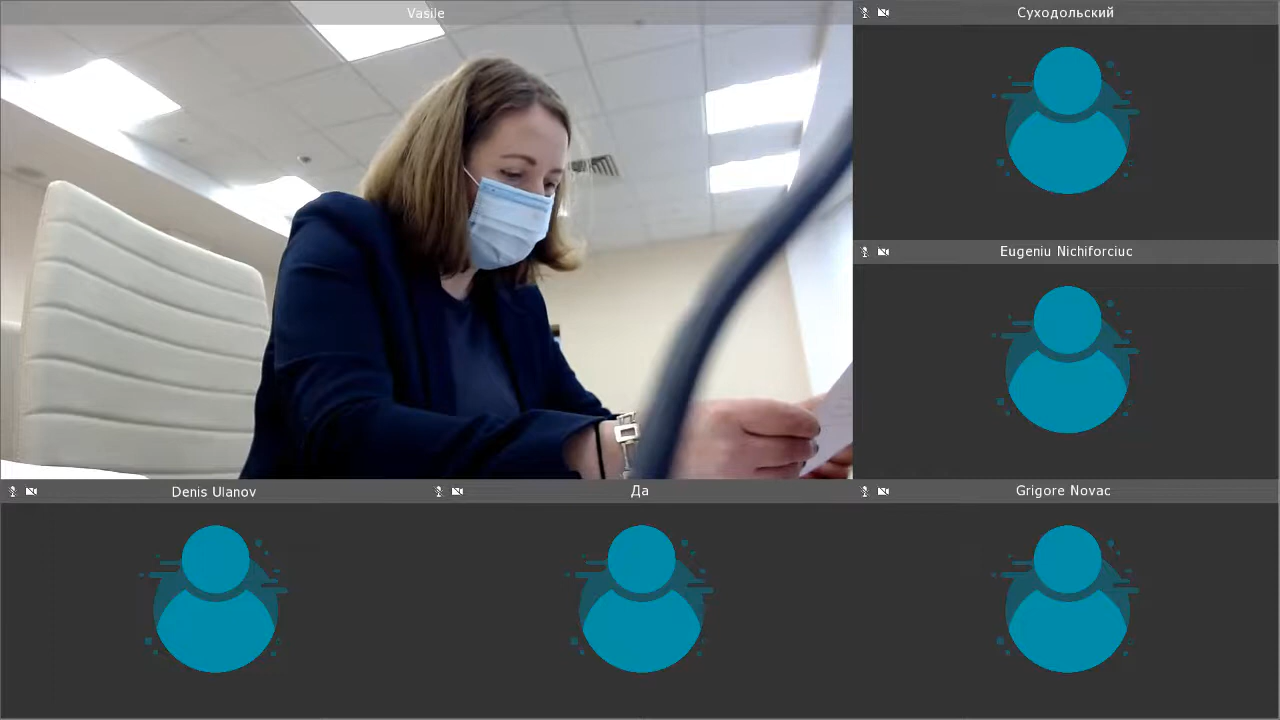 Vasile
Суходольский
Eugeniu Nichiforciuc
Denis Ulanov
Да
Grigore Novac